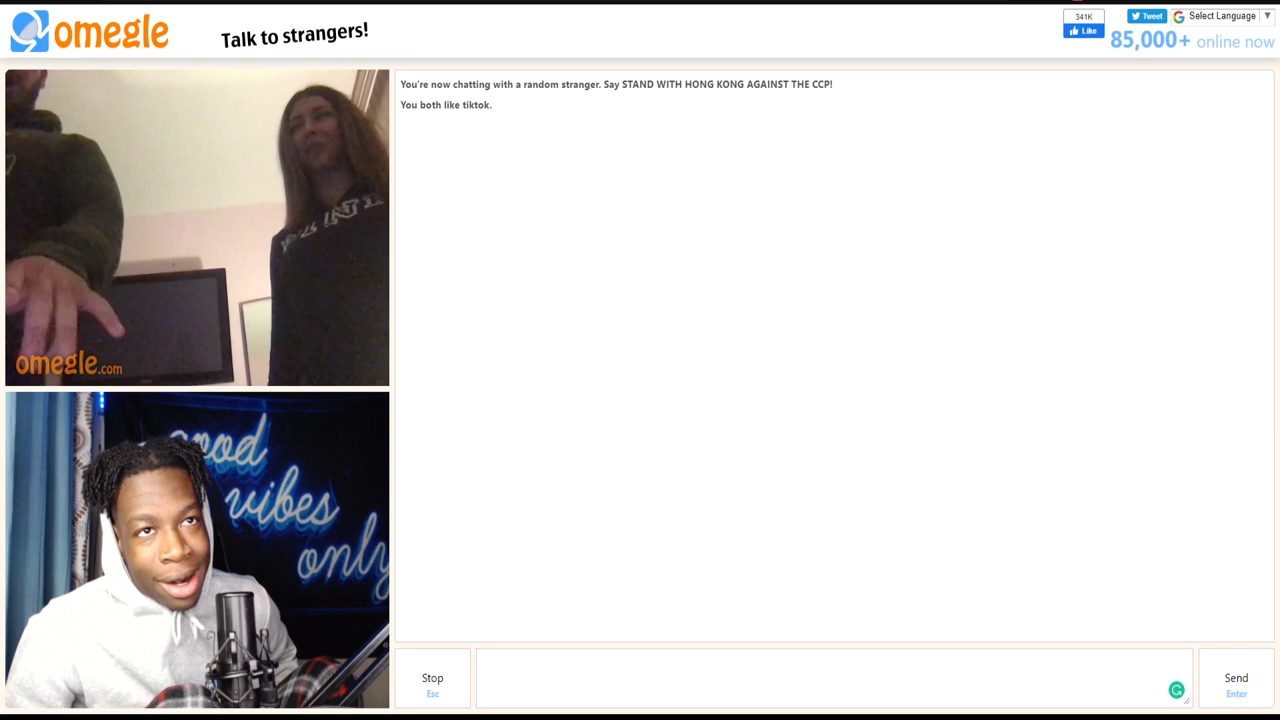 omegle
Talk to strangers!
341K
Like
Tweet
Select Language
85,000+ online now
You're now chatting with a random stranger. Say STAND WITH HONG KONG AGAINST THE CCP!
You both like tiktok.
omegle.com
good
vibes
only
Stop
Esc
Send
Enter